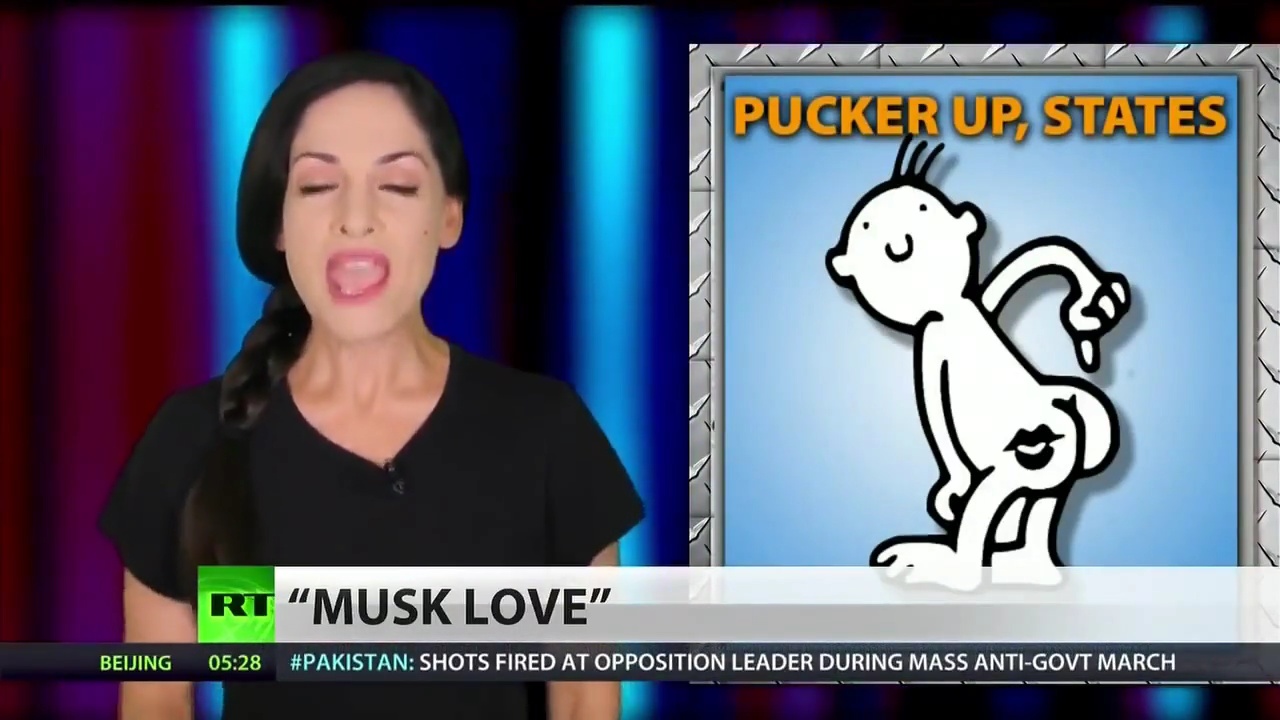 PUCKER UP, STATES
RT
“MUSK LOVE”
BEIJING 05:28 #PAKISTAN: SHOTS FIRED AT OPPOSITION LEADER DURING MASS ANTI-GOVT MARCH